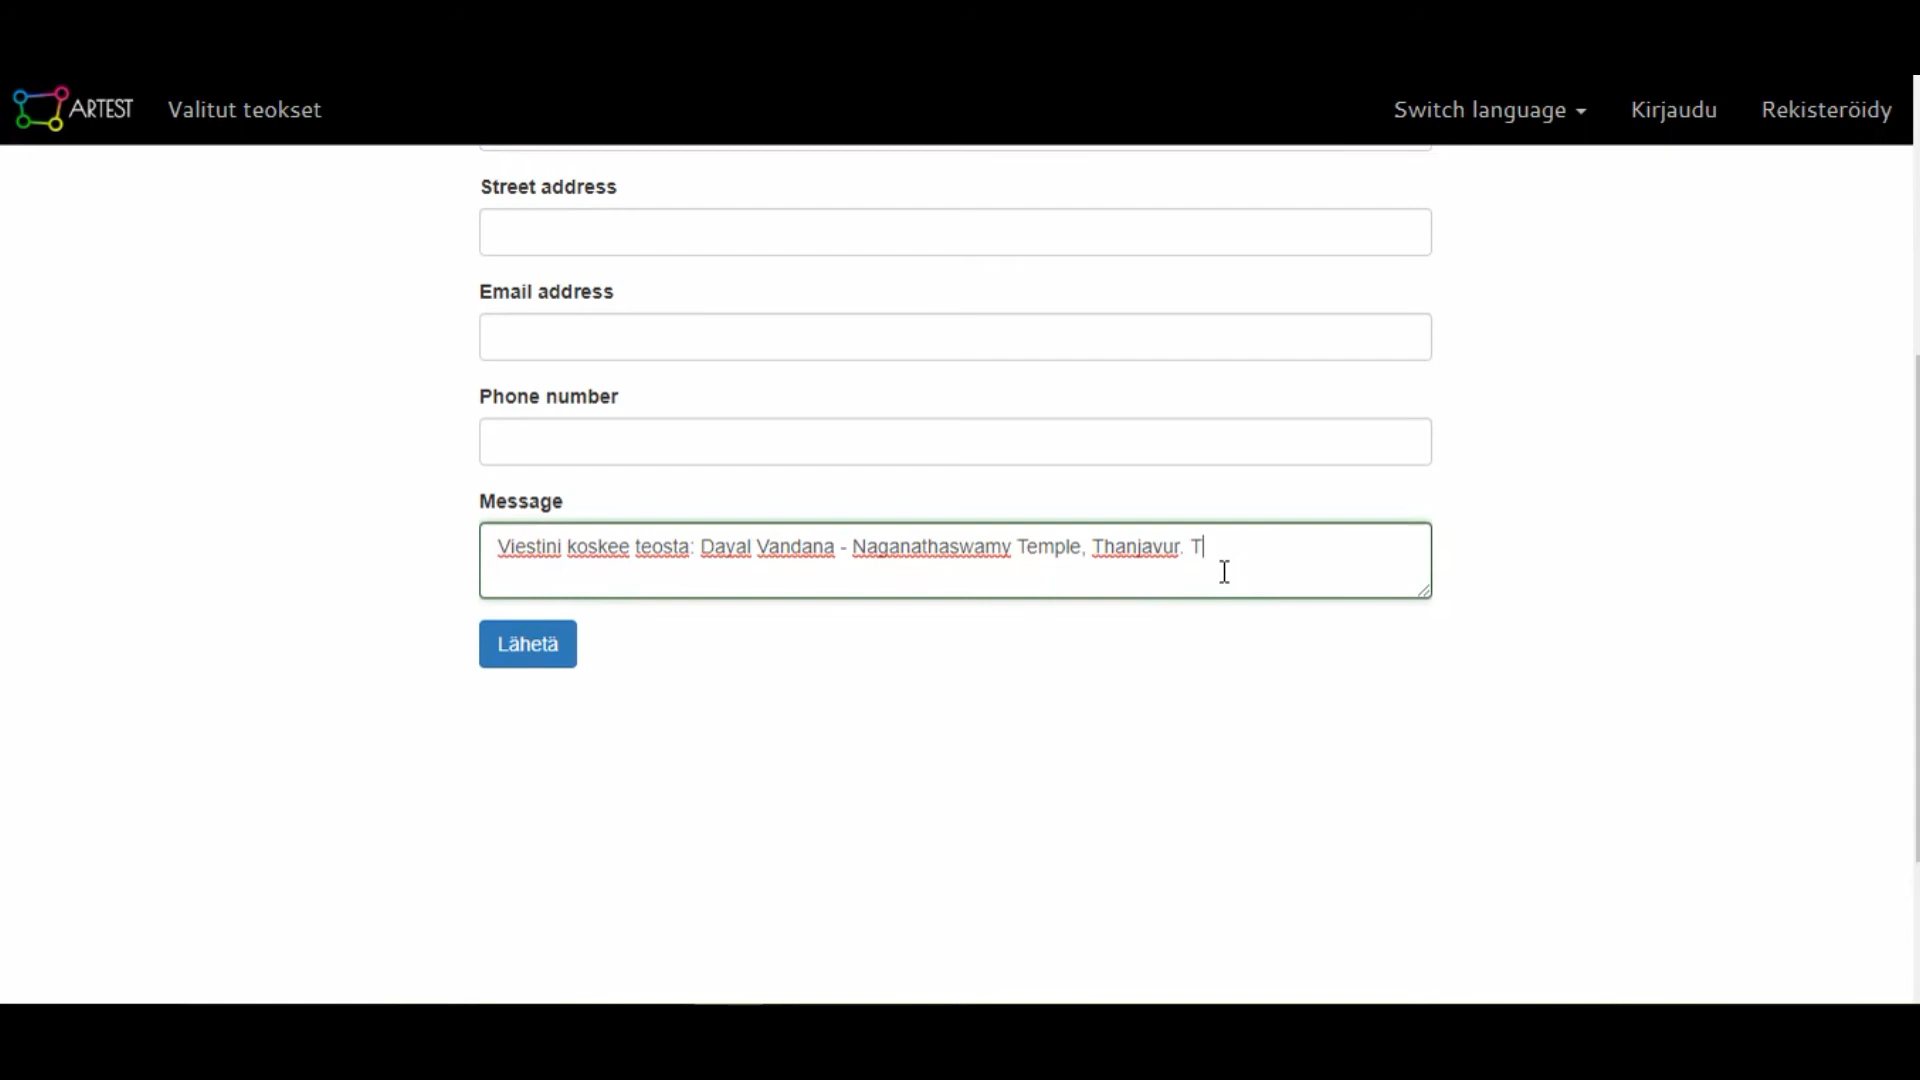 ARTEST Valitut teokset Switch language Kirjaudu Rekisteröidy
Street address
Email address
Phone number
Message
Viestini koskee teosta: Dayal Vandana - Naganathaswamy Temple, Thanjavur. T
Lähetä